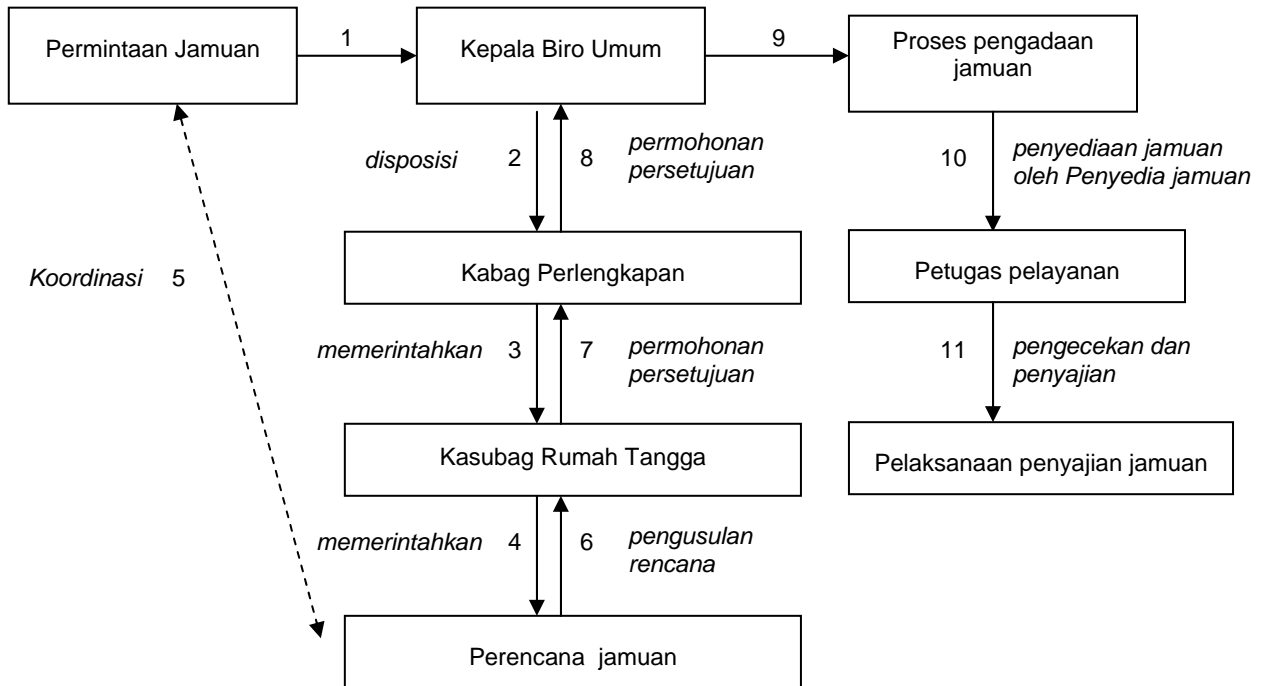 Permintaan Jamuan
1
Kepala Biro Umum
9
Proses pengadaan
jamuan
disposisi
2
8
permohonan
persetujuan
10
penyediaan jamuan
oleh Penyedia jamuan
Koordinasi
5
Kabag Perlengkapan
Petugas pelayanan
memerintahkan
3
7
permohonan
persetujuan
11
pengecekan dan
penyajian
Kasubag Rumah Tangga
Pelaksanaan penyajian jamuan
memerintahkan
4
6
pengusulan
rencana
Perencana jamuan